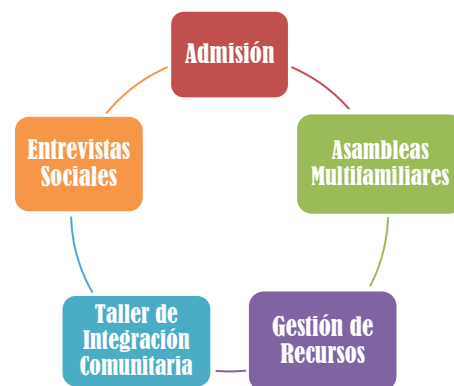 Admisión
Entrevistas
Sociales
Asambleas
Multifamiliares
Taller de
Integración
Comunitaria
Gestión de
Recursos